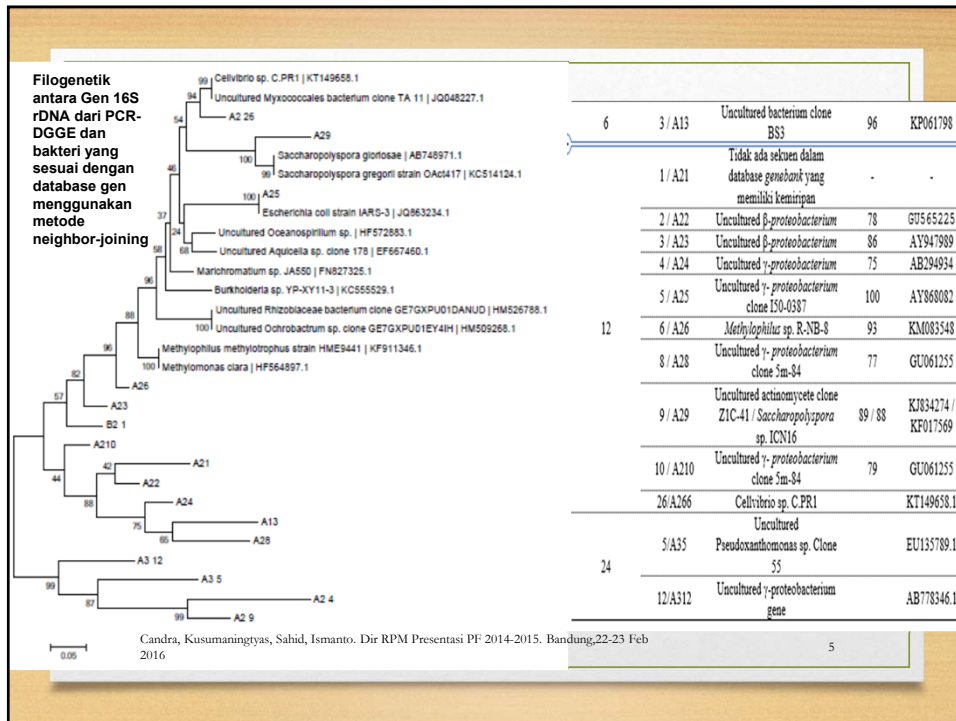 Filogenetik
antara Gen 16S
rDNA dari PCR-
DGGE dan
bakteri yang
sesuai dengan
database gen
menggunakan
metode
neighbor-joining
99
Cellvibrio sp. C.PR1 | KT149658.1
94
Uncultured Myxococcales bacterium clone TA 11 | JQ048227.1
54
A2 26
A29
100
Saccharopolyspora gloriosae | AB748971.1
46
99
Saccharopolyspora gregorii strain OAct417 | KC514124.1
100
A25
37
Escherichia coli strain IARS-3 | JQ863234.1
24
Uncultured Oceanospirillum sp. | HF572883.1
58
68
Uncultured Aquicella sp. clone 178 | EF667460.1
Marichromatium sp. JA550 | FN827325.1
96
Burkholderia sp. YP-XY11-3 | KC555529.1
Uncultured Rhizobiaceae bacterium clone GE7GXPU01DANUD | HM526788.1
88
100
Uncultured Ochrobactrum sp. clone GE7GXPU01EY4IH | HM509268.1
96
Methylophilus methylotrophus strain HME9441 | KF911346.1
100
Methylomonas clara | HF564897.1
82
A26
57
A23
B2 1
A210
44
42
A21
A22
88
A24
75
A13
65
A28
A3 12
99
A3 5
87
A2 4
99
A2 9
0.05
6 3 / A13 Uncultured bacterium clone 96 KP061798
BS3
Tidak ada sekuen dalam
1 / A21 database genebank yang - -
memiliki kemiripan
2 / A22 Uncultured β-proteobacterium 78 GU565225
3 / A23 Uncultured β-proteobacterium 86 AY947989
4 / A24 Uncultured γ-proteobacterium 75 AB294934
5 / A25 Uncultured γ- proteobacterium 100 AY868082
clone I50-0387
12 6 / A26 Methylophilus sp. R-NB-8 93 KM083548
8 / A28 Uncultured γ- proteobacterium 77 GU061255
clone 5m-84
Uncultured actinomycete clone
9 / A29 Z1C-41 / Saccharopolyspora 89 / 88 KJ834274 /
sp. ICN16 KF017569
10 / A210 Uncultured γ- proteobacterium 79 GU061255
clone 5m-84
26/A266 Cellvibrio sp. C.PR1 KT149658.1
24 5/A35 Uncultured EU135789.1
Pseudoxanthomonas sp. Clone
55
12/A312 Uncultured γ-proteobacterium AB778346.1
gene
Candra, Kusumaningtyas, Sahid, Ismanto. Dir RPM Presentasi PF 2014-2015. Bandung,22-23 Feb
2016
5